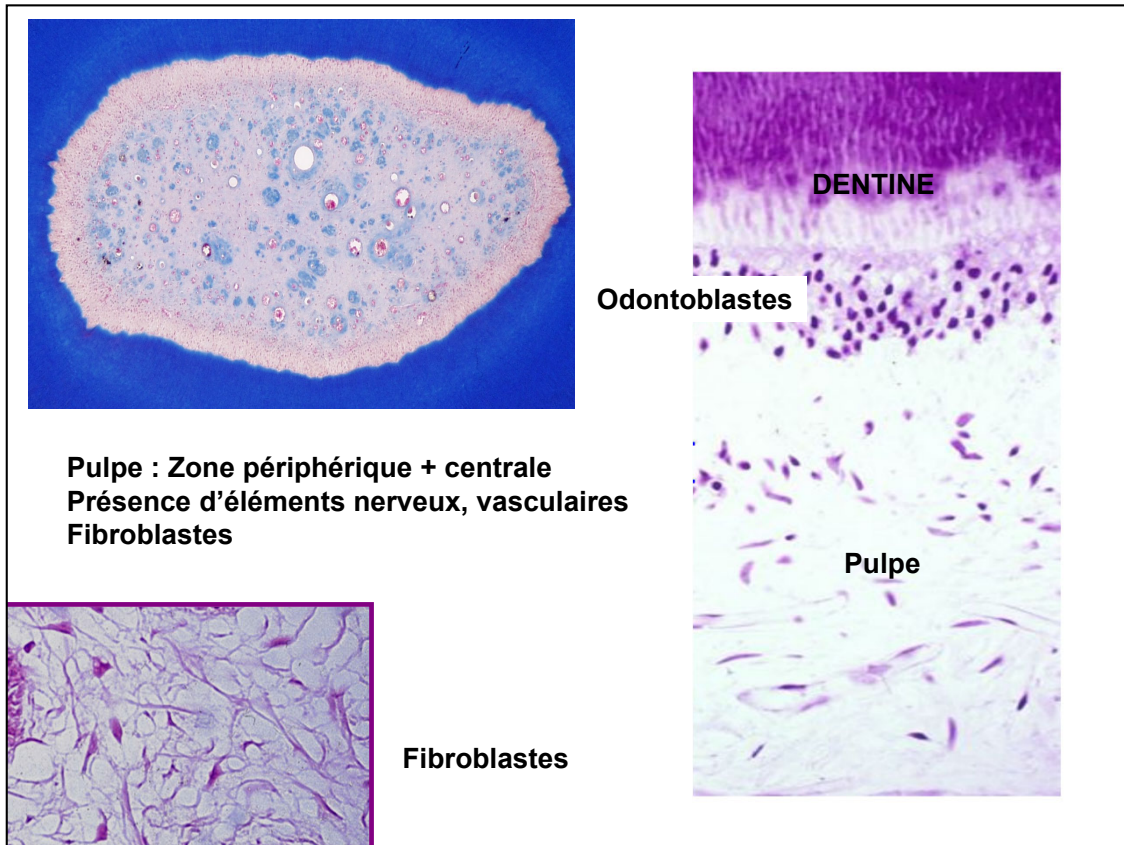 DENTINE
Odontoblastes
Pulpe : Zone périphérique + centrale
Présence d'éléments nerveux, vasculaires
Fibroblastes
Pulpe
Fibroblastes